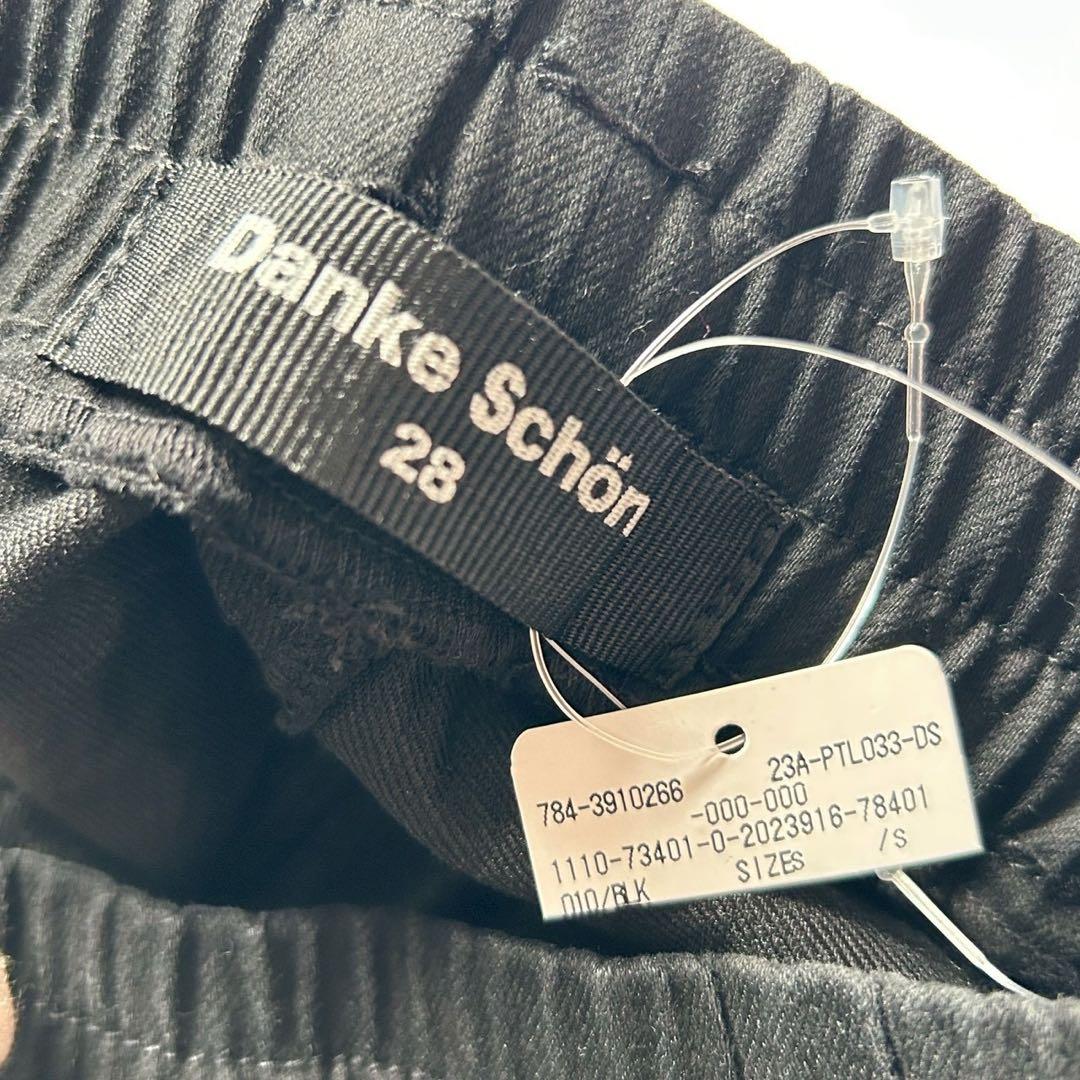 Danke Schön
28
784-3910266 23A-PTL033-DS
-000-000
1110-73401-0-2023916-78401
010/BLK SIZES /S